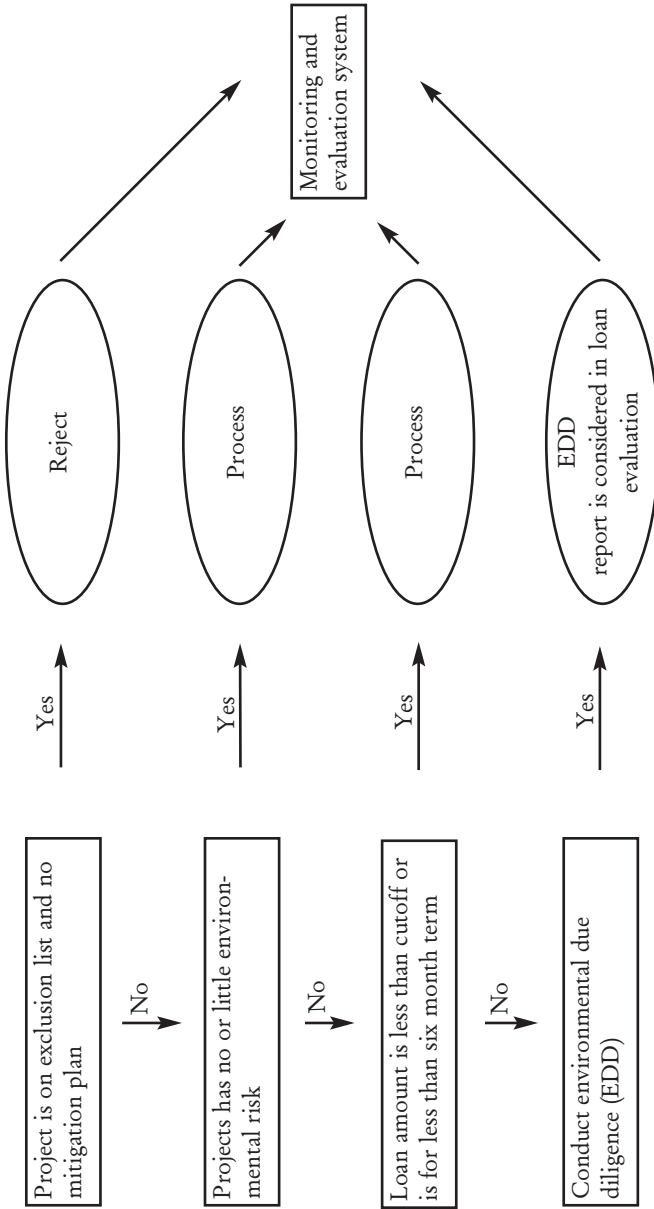 Project is on exclusion list and no
mitigation plan
Yes
Reject
No
Projects has no or little environ-
mental risk
Yes
Process
No
Loan amount is less than cutoff or
is for less than six month term
Yes
Process
No
Conduct environmental due
diligence (EDD)
Yes
EDD
report is considered in loan
evaluation
Monitoring and
evaluation system